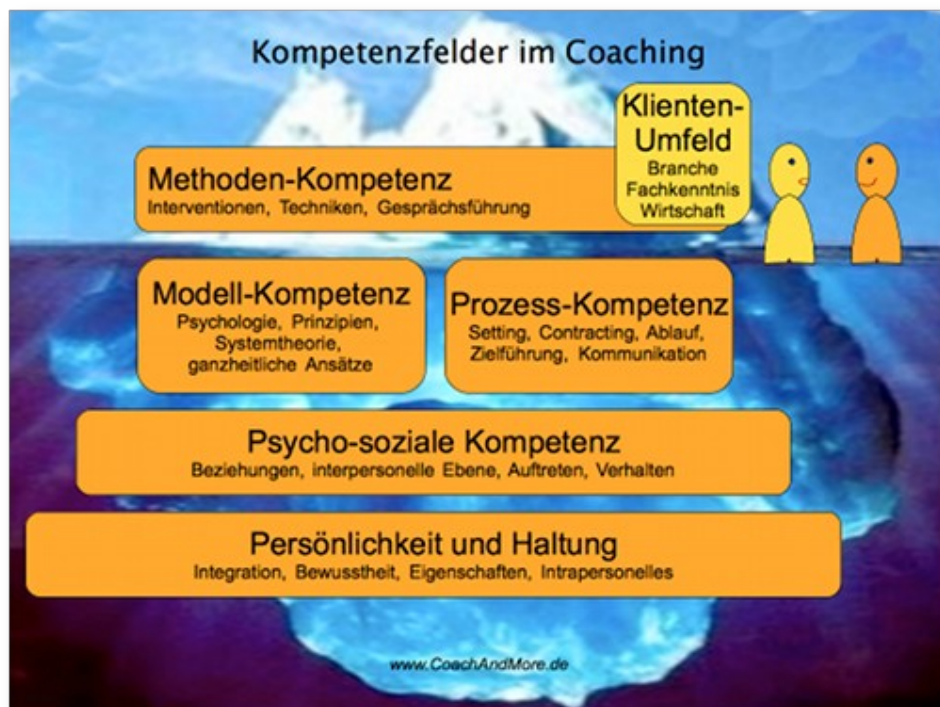 Kompetenzfelder im Coaching
Klienten-
Umfeld
Branche
Fachkenntnis
Wirtschaft
Methoden-Kompetenz
Interventionen, Techniken, Gesprächsführung
Modell-Kompetenz
Psychologie, Prinzipien,
Systemtheorie,
ganzheitliche Ansätze
Prozess-Kompetenz
Setting, Contracting, Ablauf,
Zielführung, Kommunikation
Psycho-soziale Kompetenz
Beziehungen, interpersonelle Ebene, Auftreten, Verhalten
Persönlichkeit und Haltung
Integration, Bewusstheit, Eigenschaften, Intrapersonelles
www.CoachAndMore.de